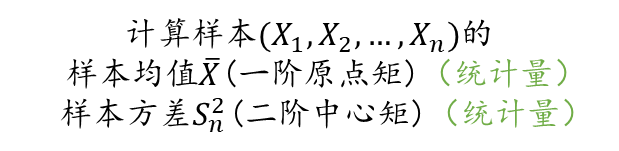 计算样本(X₁, X₂, …, Xₙ)的
样本均值X̄(一阶原点矩)（统计量）
样本方差Sₙ²(二阶中心矩)（统计量）